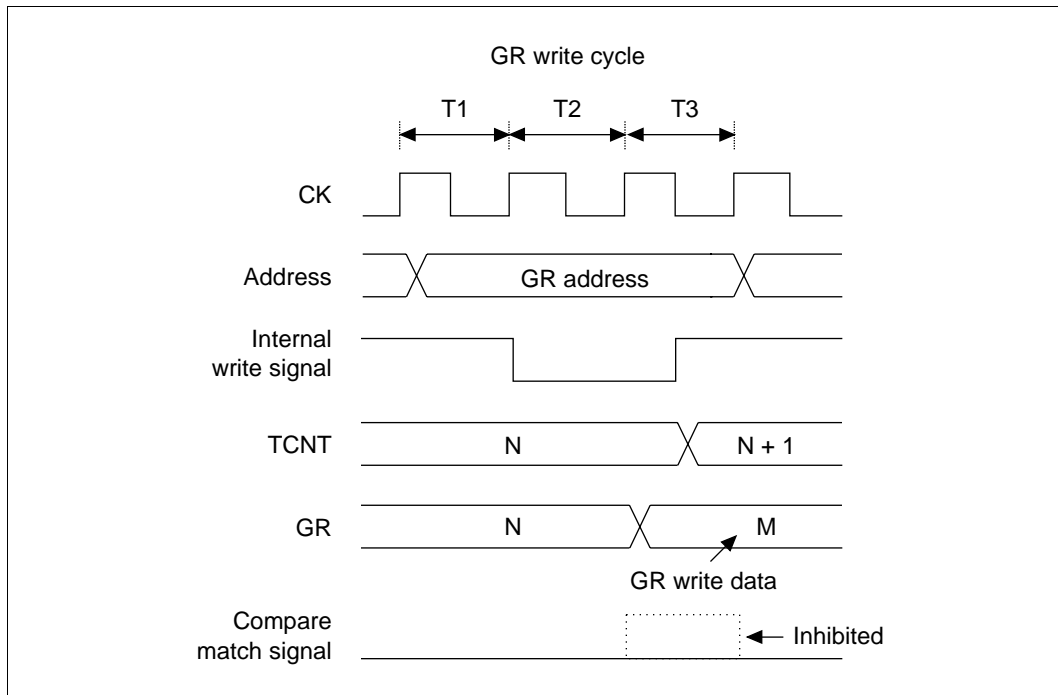 GR write cycle
T1 T2 T3
CK
Address GR address
Internal
write signal
TCNT N N + 1
GR N M
GR write data
Compare
match signal Inhibited